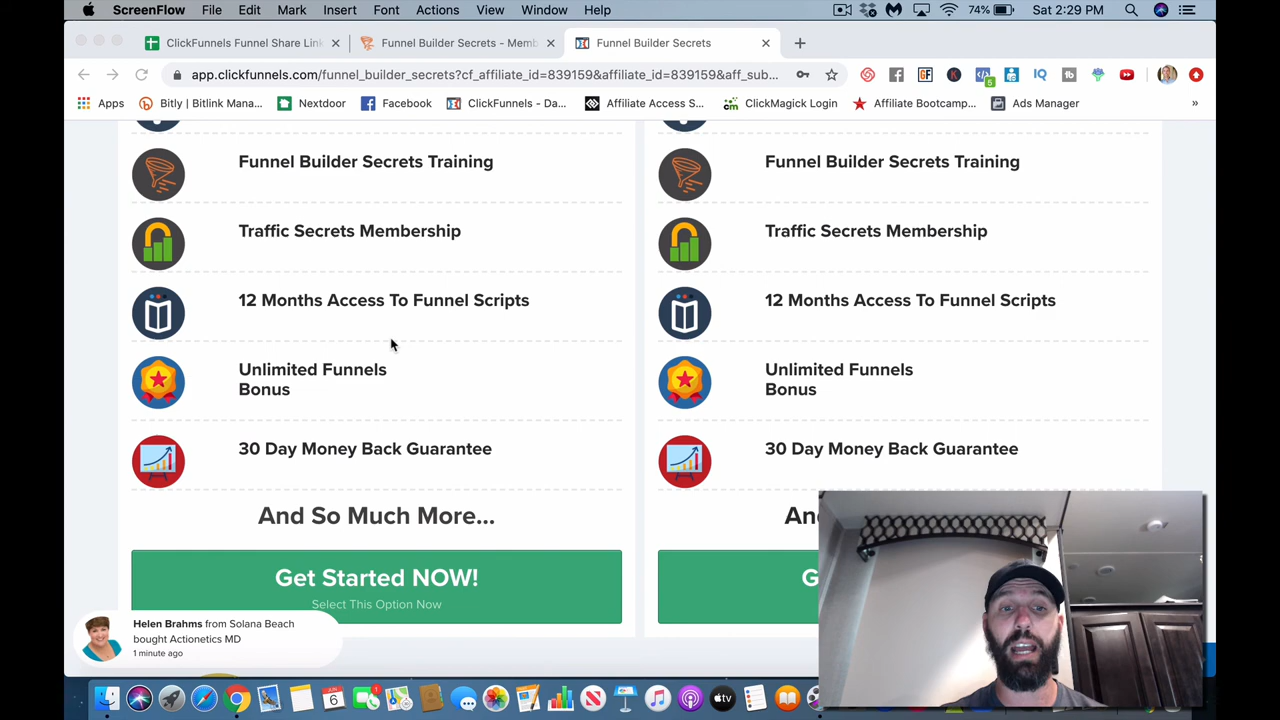 ScreenFlow File Edit Mark Insert Font Actions View Window Help 74% Sat 2:29 PM
ClickFunnels Funnel Share Link
Funnel Builder Secrets - Memb
Funnel Builder Secrets
app.clickfunnels.com/funnel_builder_secrets?cf_affiliate_id=839159&affiliate_id=839159&aff_sub...
Apps Bitly | Bitlink Mana... Nextdoor Facebook ClickFunnels - Da... Affiliate Access S... ClickMagick Login Affiliate Bootcamp... Ads Manager »
Funnel Builder Secrets Training
Traffic Secrets Membership
12 Months Access To Funnel Scripts
Unlimited Funnels
Bonus
30 Day Money Back Guarantee
And So Much More...
Get Started NOW!
Select This Option Now
Funnel Builder Secrets Training
Traffic Secrets Membership
12 Months Access To Funnel Scripts
Unlimited Funnels
Bonus
30 Day Money Back Guarantee
Helen Brahms from Solana Beach
bought Actionetics MD
1 minute ago